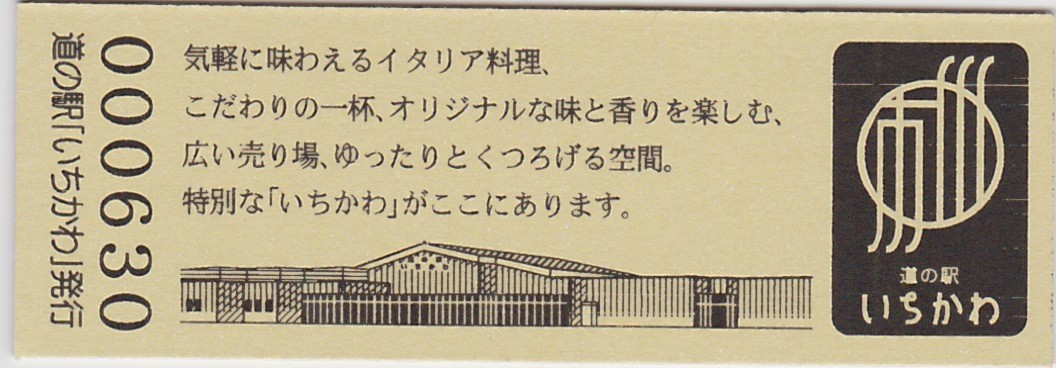 気軽に味わえるイタリア料理、
こだわりの一杯、オリジナルな味と香りを楽しむ、
広い売り場、ゆったりとくつろげる空間。
特別な「いちかわ」がここにあります。
000630
道の駅「いちかわ」発行
市川
道の駅
いちかわ